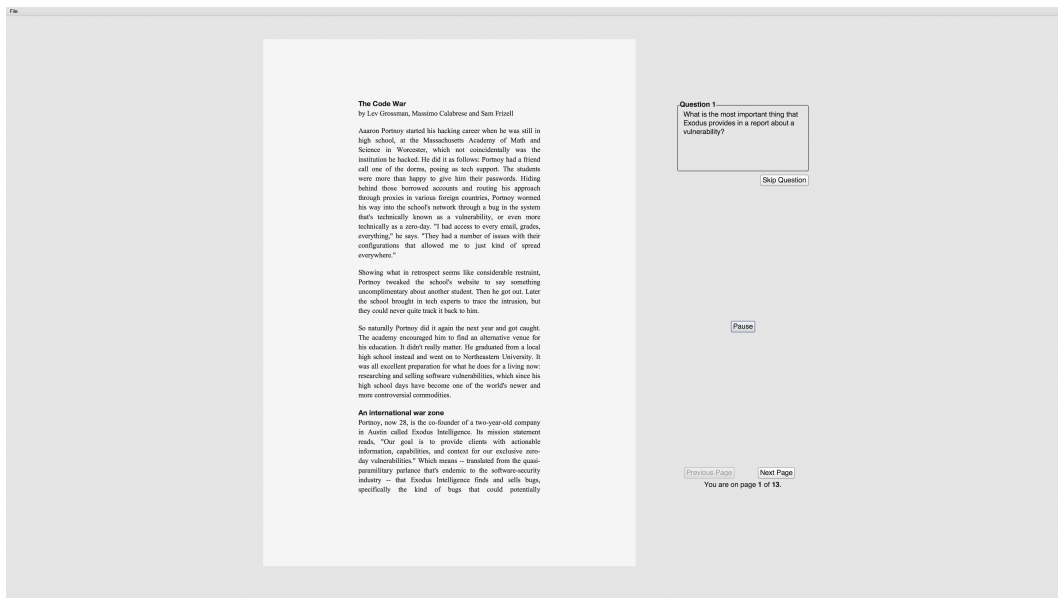 File
The Code War
by Lev Grossman, Massimo Calabrese and Sam Frizell
Aaaron Portnoy started his hacking career when he was still in
high school, at the Massachusetts Academy of Math and
Science in Worcester, which not coincidentally was the
institution he hacked. He did it as follows: Portnoy had a friend
call one of the dorms, posing as tech support. The students
were more than happy to give him their passwords. Hiding
behind those borrowed accounts and routing his approach
through proxies in various foreign countries, Portnoy wormed
his way into the school's network through a bug in the system
that's technically known as a vulnerability, or even more
technically as a zero-day. "I had access to every email, grades,
everything," he says. "They had a number of issues with their
configurations that allowed me to just kind of spread
everywhere."
Showing what in retrospect seems like considerable restraint,
Portnoy tweaked the school's website to say something
uncomplimentary about another student. Then he got out. Later
the school brought in tech experts to trace the intrusion, but
they could never quite track it back to him.
So naturally Portnoy did it again the next year and got caught.
The academy encouraged him to find an alternative venue for
his education. It didn't really matter. He graduated from a local
high school instead and went on to Northeastern University. It
was all excellent preparation for what he does for a living now:
researching and selling software vulnerabilities, which since his
high school days have become one of the world's newer and
more controversial commodities.
An international war zone
Portnoy, now 28, is the co-founder of a two-year-old company
in Austin called Exodus Intelligence. Its mission statement
reads, "Our goal is to provide clients with actionable
information, capabilities, and context for our exclusive zero-
day vulnerabilities." Which means -- translated from the quasi-
paramilitary parlance that's endemic to the software-security
industry -- that Exodus Intelligence finds and sells bugs,
specifically the kind of bugs that could potentially
Question 1
What is the most important thing that
Exodus provides in a report about a
vulnerability?
Skip Question
Pause
Previous Page Next Page
You are on page 1 of 13.